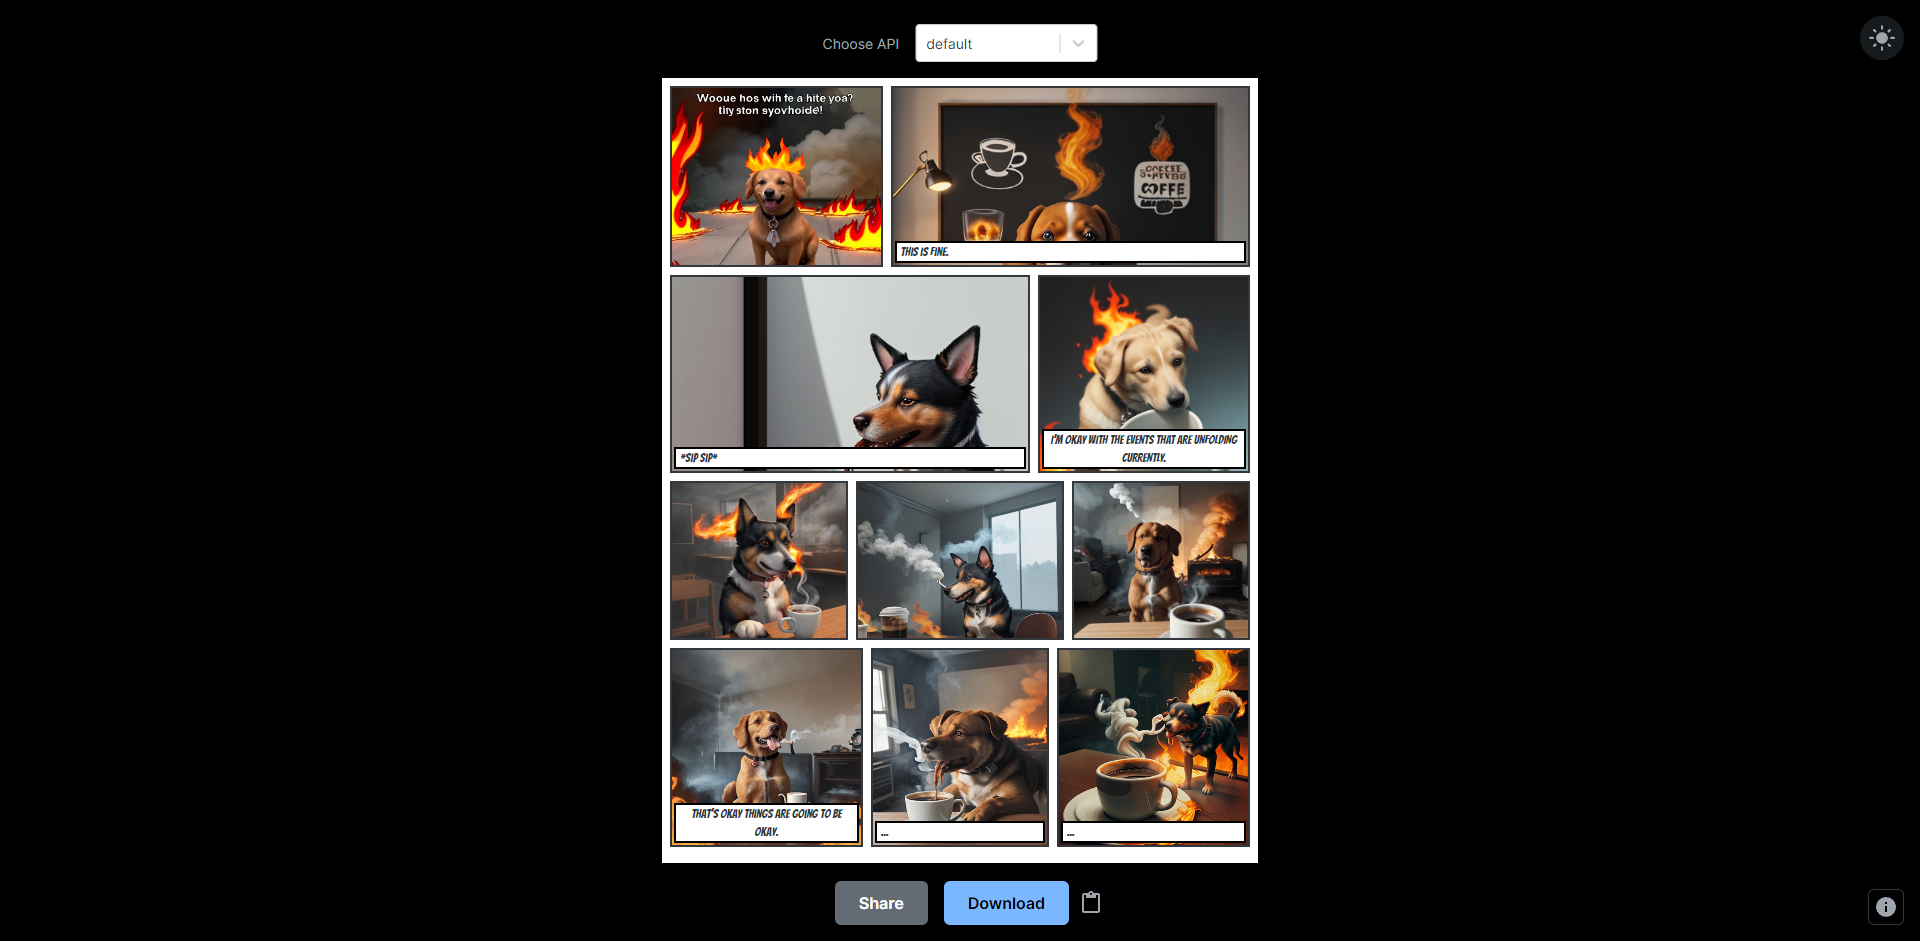 Choose API
default
Wooue hos wih fe a hite yoa?
tiry ston syovhoide!
COFFE
THIS IS FINE.
*SIP SIP*
I'M OKAY WITH THE EVENTS THAT ARE UNFOLDING
CURRENTLY.
THAT'S OKAY THINGS ARE GOING TO BE
OKAY.
...
...
Share
Download